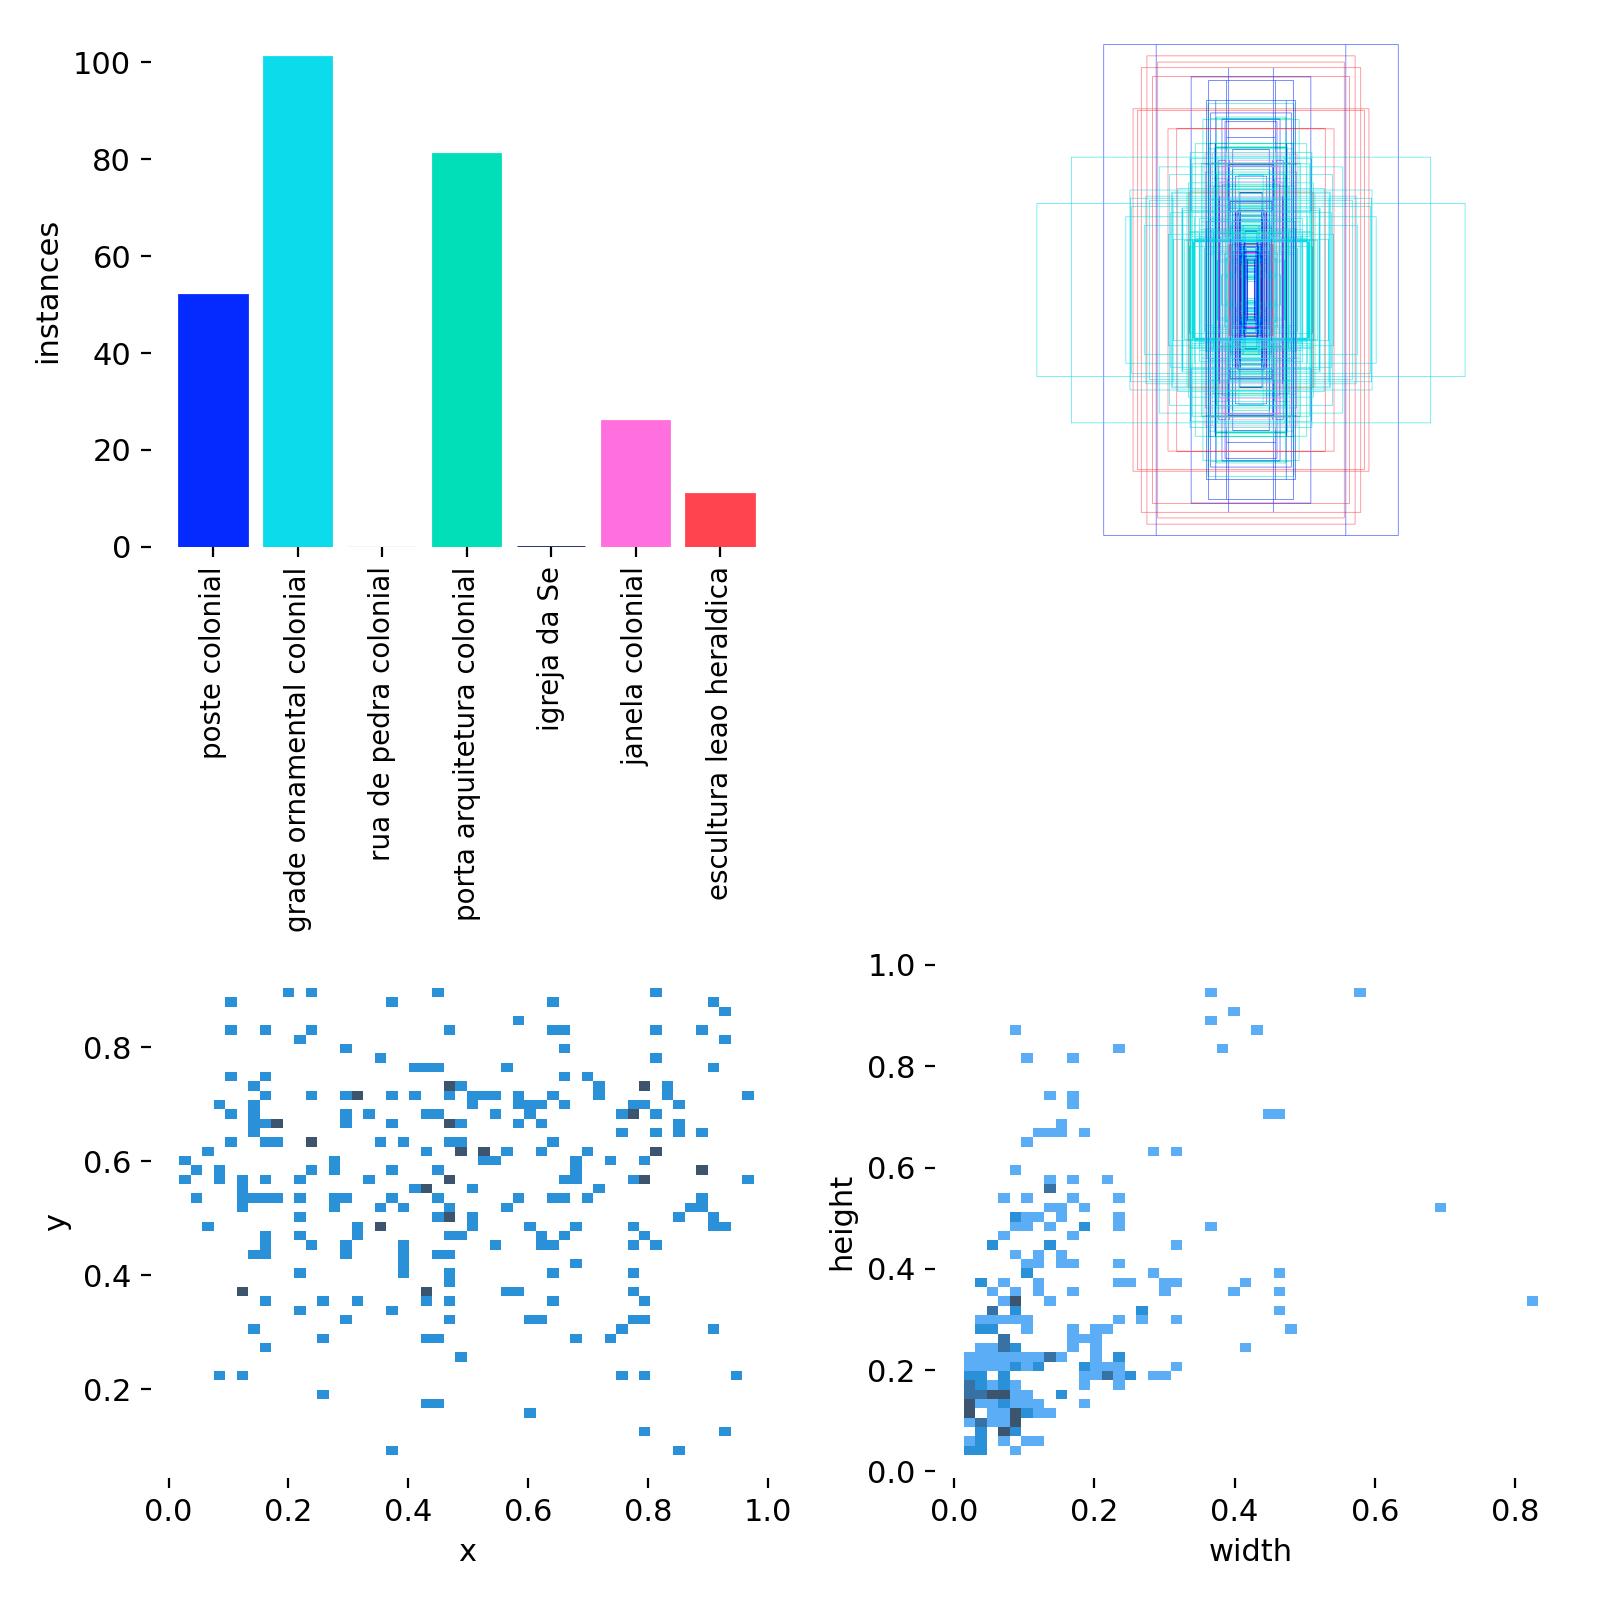 100
80
60
40
20
0
instances
poste colonial
grade ornamental colonial
rua de pedra colonial
porta arquitetura colonial
igreja da Se
janela colonial
escultura leao heraldica
0.8
0.6
0.4
0.2
y
0.0 0.2 0.4 0.6 0.8 1.0
x
1.0
0.8
0.6
0.4
0.2
0.0
height
0.0 0.2 0.4 0.6 0.8
width